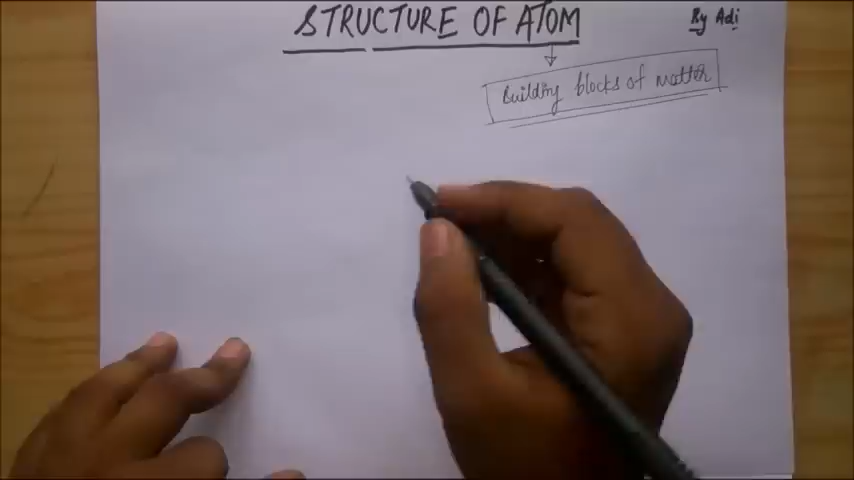 STRUCTURE OF ATOM
By Adi
Building blocks of matter